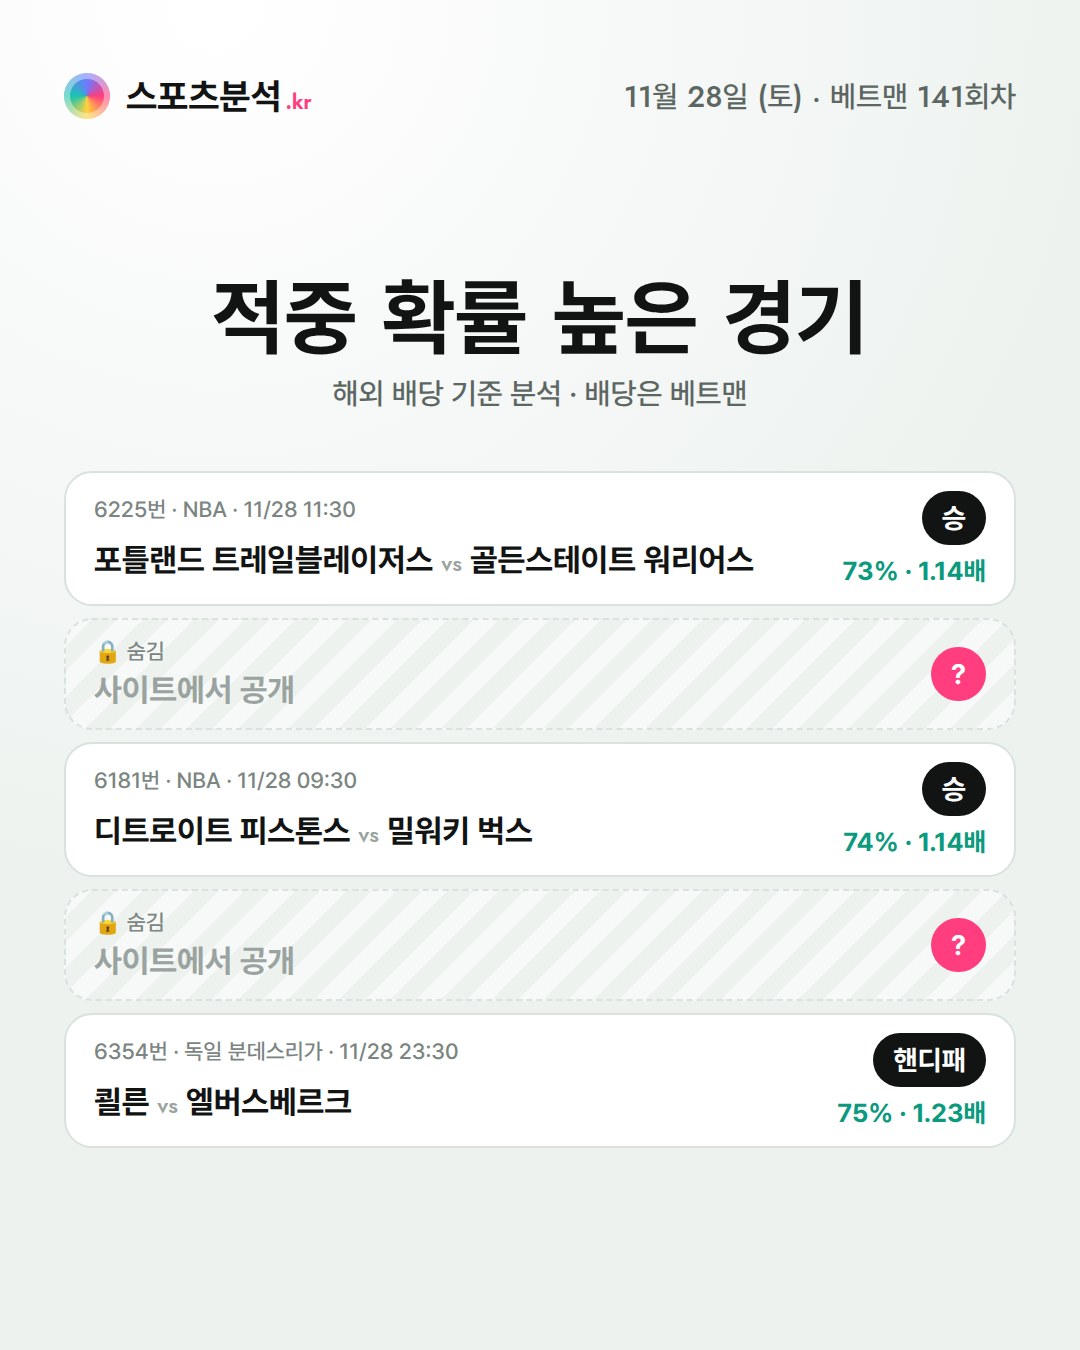 스포츠분석.kr
11월 28일 (토) · 베트맨 141회차
적중 확률 높은 경기
해외 배당 기준 분석 · 배당은 베트맨
6225번 · NBA · 11/28 11:30
승
포틀랜드 트레일블레이저스 vs 골든스테이트 워리어스
73% · 1.14배
🔒 숨김
사이트에서 공개
?
6181번 · NBA · 11/28 09:30
승
디트로이트 피스톤스 vs 밀워키 벅스
74% · 1.14배
🔒 숨김
사이트에서 공개
?
6354번 · 독일 분데스리가 · 11/28 23:30
핸디패
쾰른 vs 엘버스베르크
75% · 1.23배